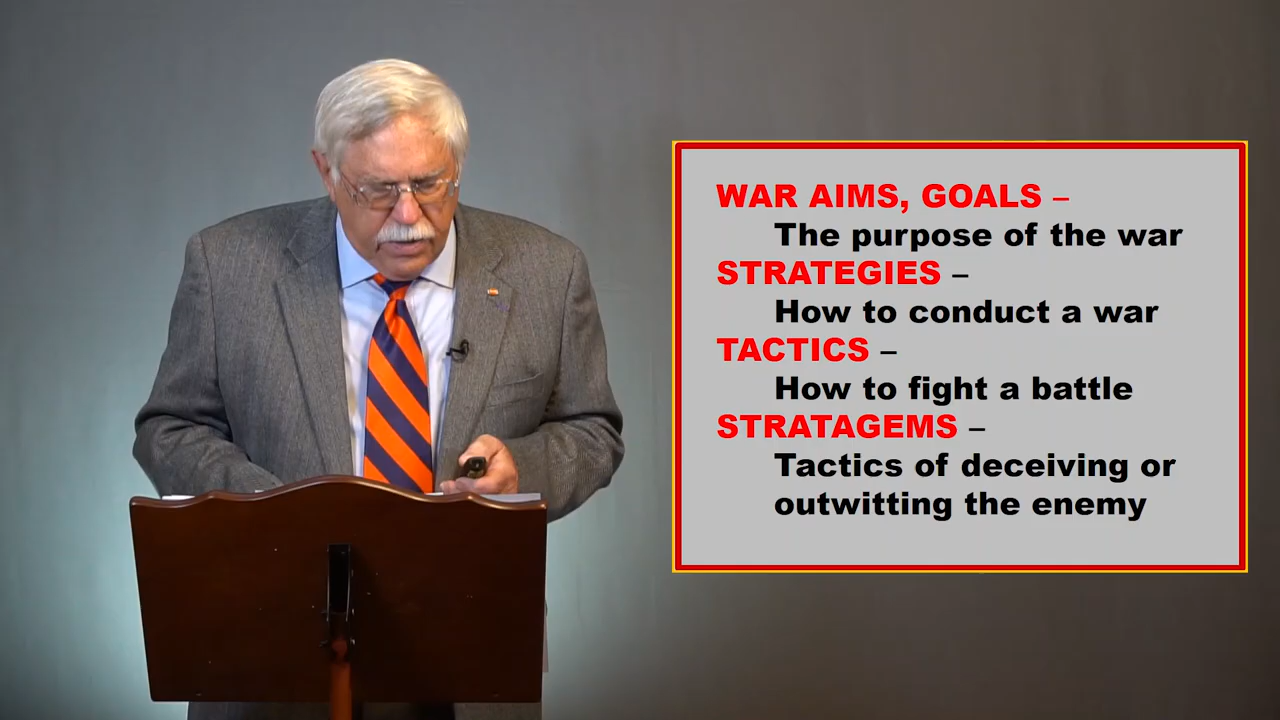 WAR AIMS, GOALS –
The purpose of the war
STRATEGIES –
How to conduct a war
TACTICS –
How to fight a battle
STRATAGEMS –
Tactics of deceiving or
outwitting the enemy